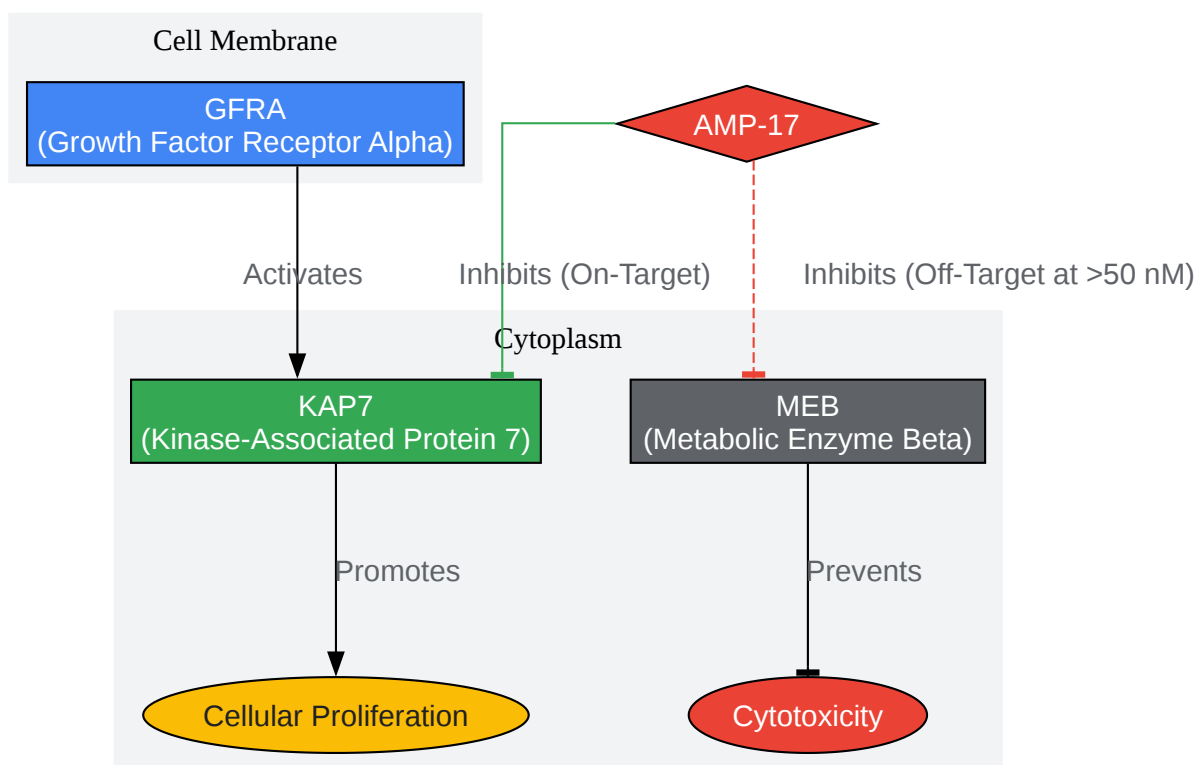 Cell Membrane
GFRA
(Growth Factor Receptor Alpha)
AMP-17
Activates
Inhibits (On-Target)
Inhibits (Off-Target at >50 nM)
Cytoplasm
KAP7
(Kinase-Associated Protein 7)
MEB
(Metabolic Enzyme Beta)
Promotes
Prevents
Cellular Proliferation
Cytotoxicity